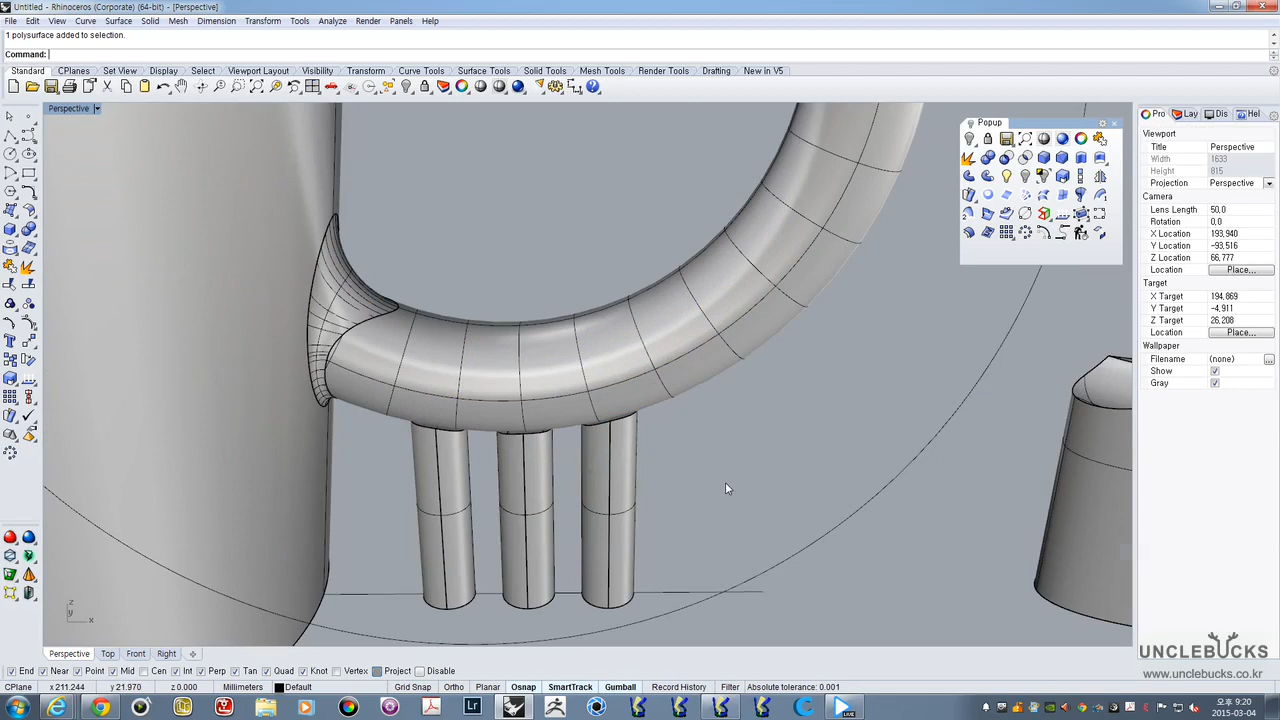 Untitled - Rhinoceros (Corporate) (64-bit) - [Perspective]
File Edit View Curve Surface Solid Mesh Dimension Transform Tools Analyze Render Panels Help
1 polysurface added to selection.
Command:
Standard CPlanes Set View Display Select Viewport Layout Visibility Transform Curve Tools Surface Tools Solid Tools Mesh Tools Render Tools Drafting New in V5
Perspective
Popup
Pro Lay Dis Hel
Viewport
Title Perspective
Width 1633
Height 815
Projection Perspective
Camera
Lens Length 50,0
Rotation 0,0
X Location 193,940
Y Location -93,516
Z Location 66,777
Location Place...
Target
X Target 194,869
Y Target -4,911
Z Target 26,208
Location Place...
Wallpaper
Filename (none) ...
Show
Gray
z
y x
UNCLEBUCKS
www.unclebucks.co.kr
Perspective Top Front Right
End Near Point Mid Cen Int Perp Tan Quad Knot Vertex Project Disable
CPlane x 211.244 y 21.970 z 0.000 Millimeters Default Grid Snap Ortho Planar Osnap SmartTrack Gumball Record History Filter Absolute tolerance: 0.001
Lr
LIVE
오후 9:20
2015-03-04